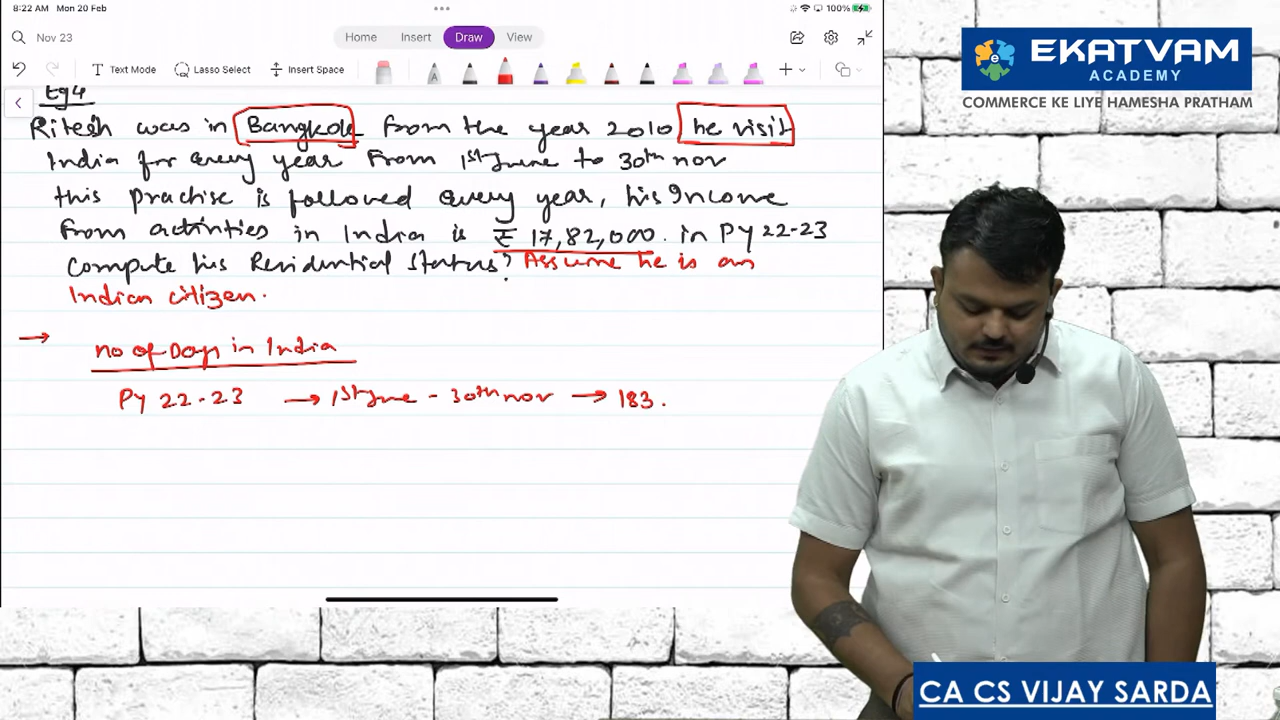 8:22 AM Mon 20 Feb
100%
Nov 23
Home Insert Draw View
Text Mode Lasso Select Insert Space
Eg 4
Ritesh was in Bangkok from the year 2010 he visit
India for every year From 1st June to 30th nov
this practise is followed every year, his Income
From activities in India is ₹ 17,82,000. in PY 22-23
Compute his Residential Status? Assume he is an
Indian citizen.
→ no of Days in India
Py 22-23 → 1st June - 30th nov → 183.
EKATVAM
ACADEMY
COMMERCE KE LIYE HAMESHA PRATHAM
CA CS VIJAY SARDA